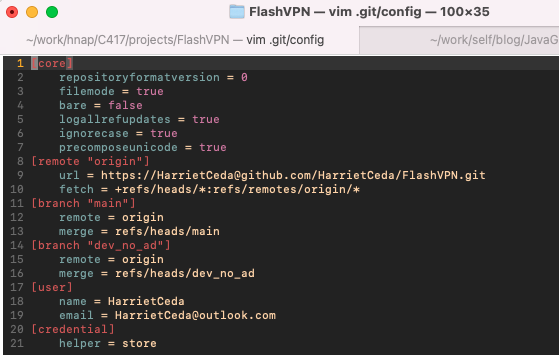 FlashVPN — vim .git/config — 100×35
~/work/hnap/C417/projects/FlashVPN — vim .git/config
~/work/self/blog/JavaG
1 [core]
2 repositoryformatversion = 0
3 filemode = true
4 bare = false
5 logallrefupdates = true
6 ignorecase = true
7 precomposeunicode = true
8 [remote "origin"]
9 url = https://HarrietCeda@github.com/HarrietCeda/FlashVPN.git
10 fetch = +refs/heads/*:refs/remotes/origin/*
11 [branch "main"]
12 remote = origin
13 merge = refs/heads/main
14 [branch "dev_no_ad"]
15 remote = origin
16 merge = refs/heads/dev_no_ad
17 [user]
18 name = HarrietCeda
19 email = HarrietCeda@outlook.com
20 [credential]
21 helper = store